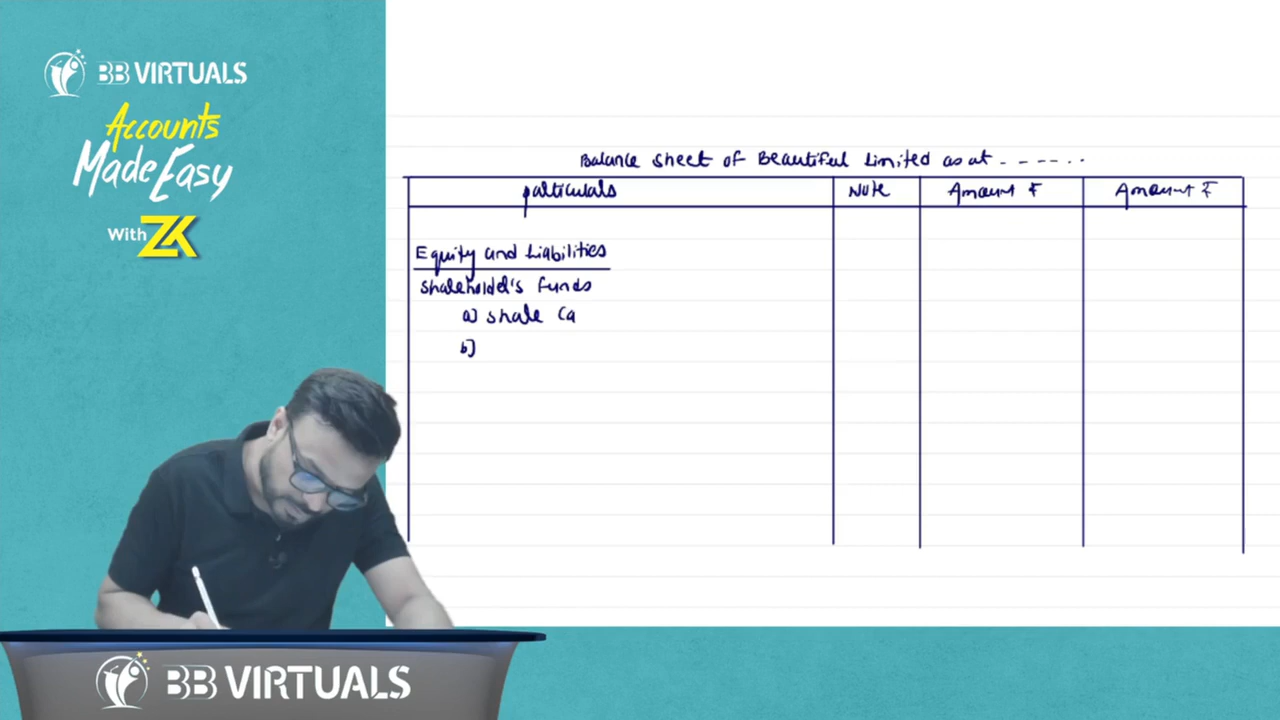 BB VIRTUALS
Accounts
Made Easy
With ZK
Balance sheet of Beautiful Limited as at - - - - - . .
particulars Note Amount ₹ Amount ₹
Equity and Liabilities
shareholder's funds
a) share Ca
b)
BB VIRTUALS